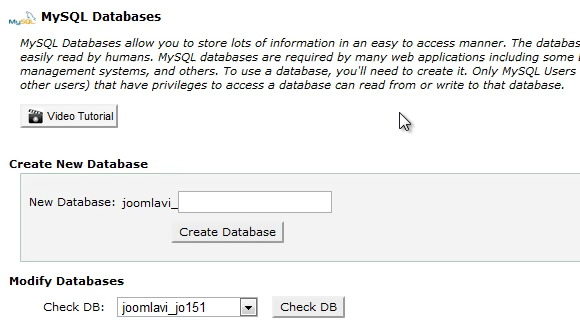 MySQL MySQL Databases
MySQL Databases allow you to store lots of information in an easy to access manner. The databas
easily read by humans. MySQL databases are required by many web applications including some
management systems, and others. To use a database, you'll need to create it. Only MySQL Users
other users) that have privileges to access a database can read from or write to that database.
Video Tutorial
Create New Database
New Database: joomlavi_
Create Database
Modify Databases
Check DB: joomlavi_jo151 Check DB